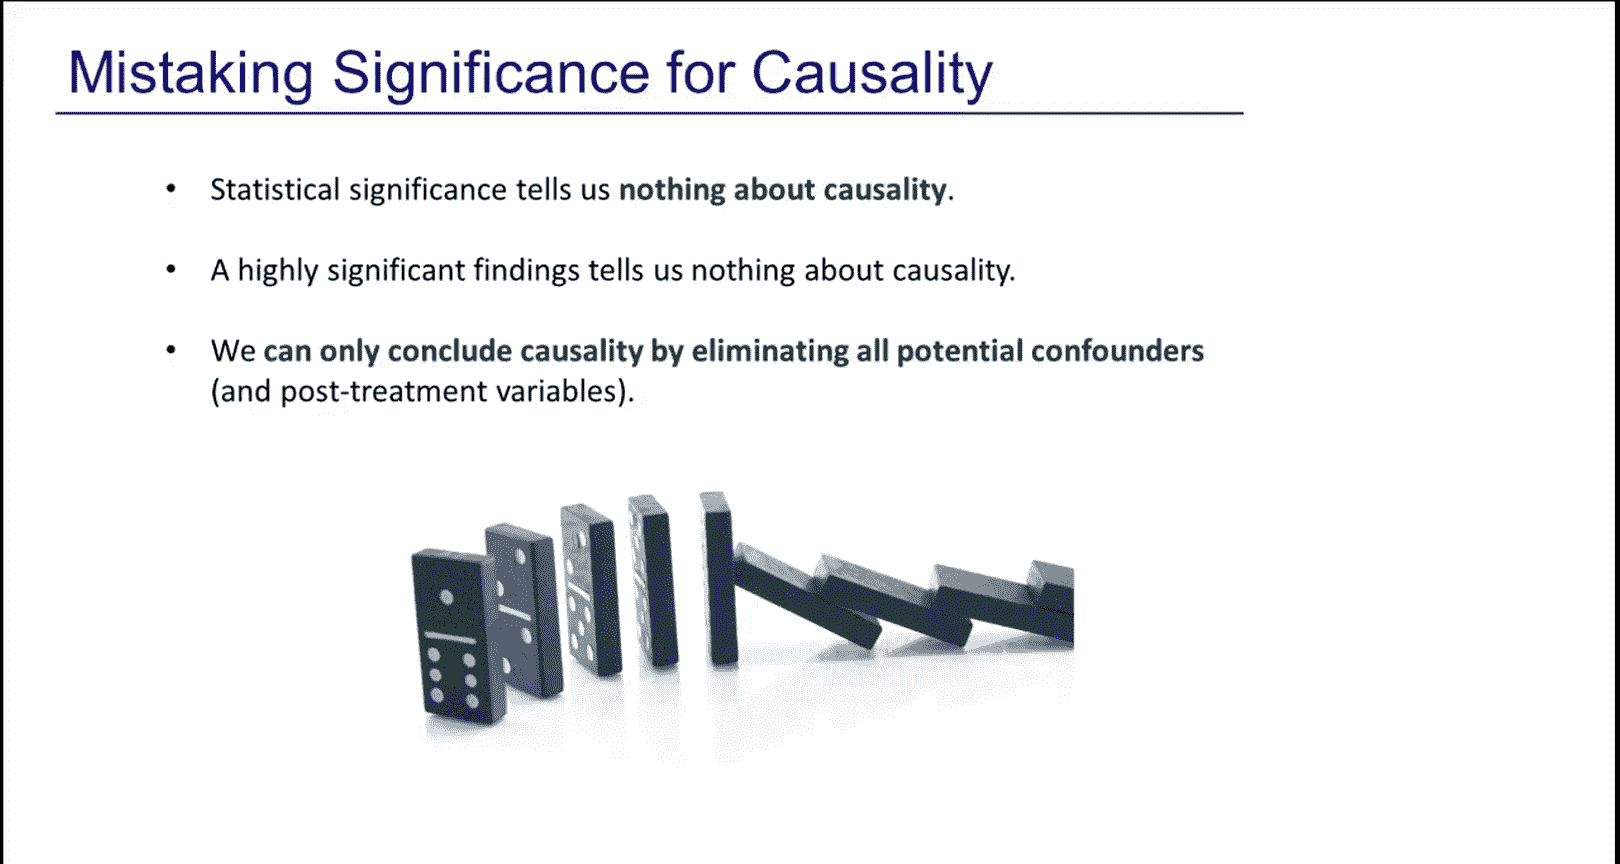 Mistaking Significance for Causality
• Statistical significance tells us nothing about causality.
• A highly significant findings tells us nothing about causality.
• We can only conclude causality by eliminating all potential confounders
(and post-treatment variables).